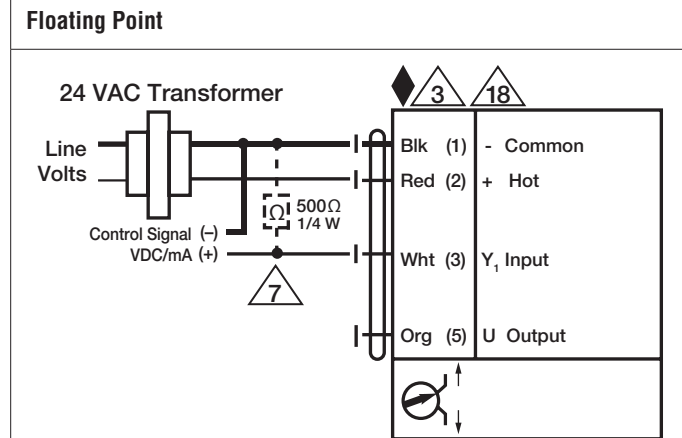 Floating Point
24 VAC Transformer
3
18
Line
Volts
Blk (1) - Common
Red (2) + Hot
Ω
500Ω
1/4 W
Control Signal (–)
VDC/mA (+)
Wht (3) Y₁ Input
7
Org (5) U Output